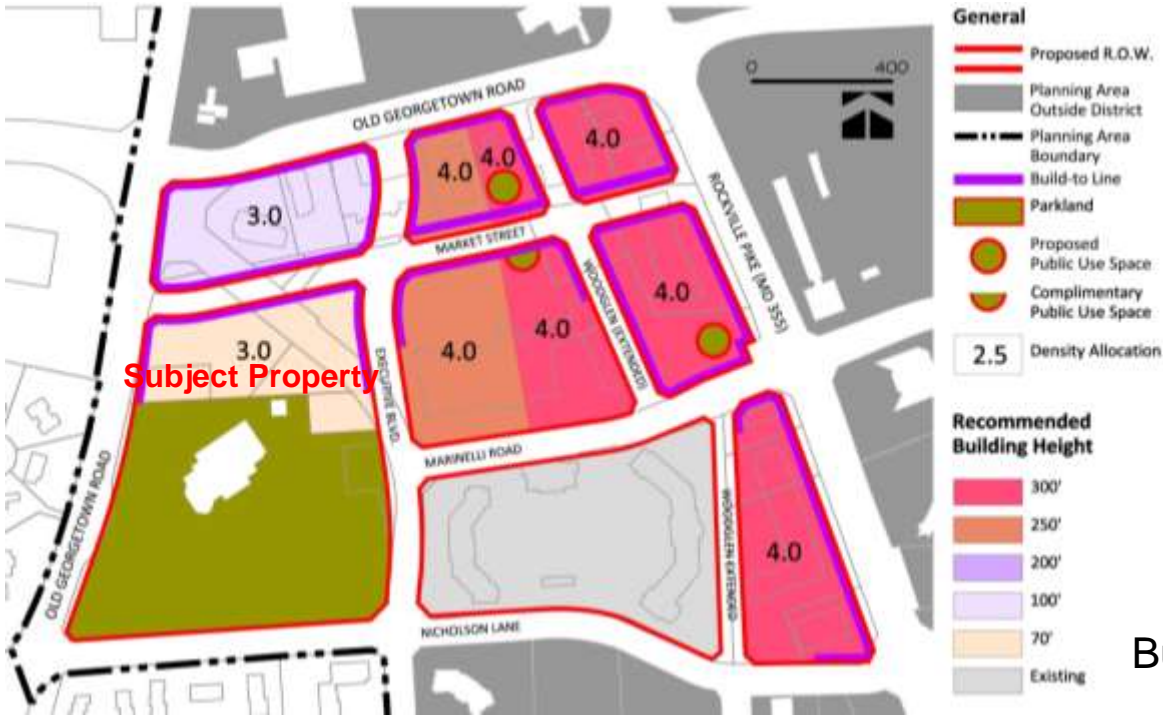 General
Proposed R.O.W.
Planning Area
Outside District
Planning Area
Boundary
Build-to Line
Parkland
Proposed
Public Use Space
Complimentary
Public Use Space
2.5 Density Allocation
Recommended
Building Height
300'
250'
200'
100'
70'
Existing
0 400
OLD GEORGETOWN ROAD
4.0
4.0
4.0
3.0
ROCKVILLE PIKE (MD 355)
MARKET STREET
WOODGLEN (EXTENDED)
4.0
4.0
4.0
3.0
Subject Property
EXECUTIVE BLVD.
MARINELLI ROAD
OLD GEORGETOWN ROAD
WOODGLEN EXTENDED
4.0
NICHOLSON LANE